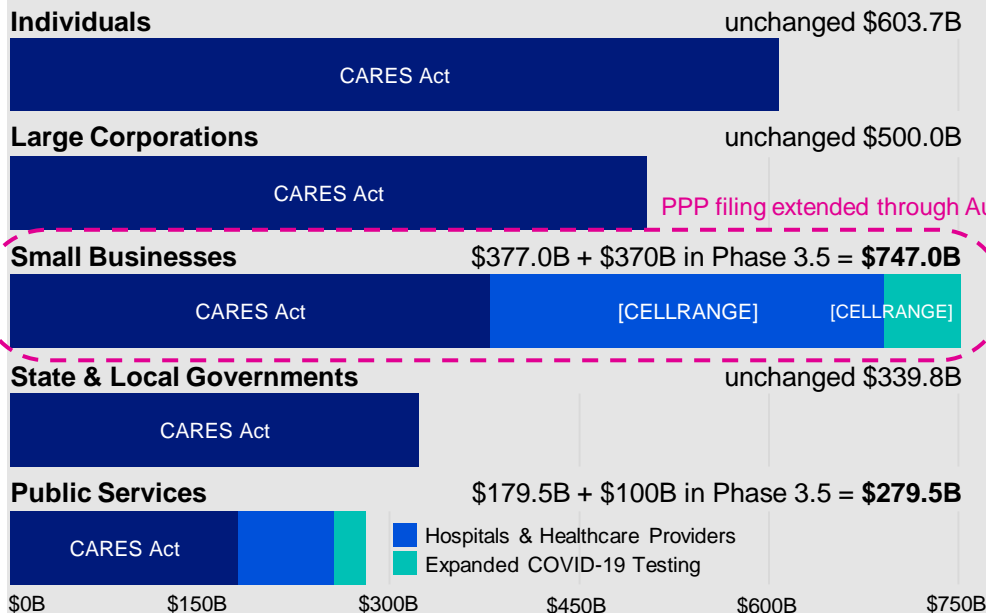 Individuals unchanged $603.7B
CARES Act
Large Corporations unchanged $500.0B
CARES Act
PPP filing extended through Au
Small Businesses $377.0B + $370B in Phase 3.5 = $747.0B
CARES Act [CELLRANGE] [CELLRANGE]
State & Local Governments unchanged $339.8B
CARES Act
Public Services $179.5B + $100B in Phase 3.5 = $279.5B
CARES Act
Hospitals & Healthcare Providers
Expanded COVID-19 Testing
$0B $150B $300B $450B $600B $750B